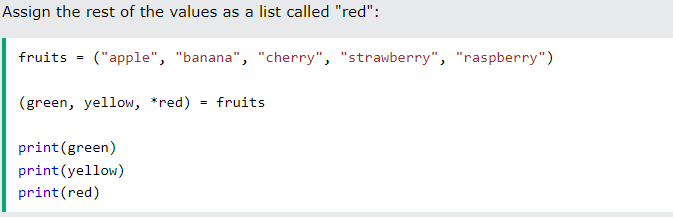 Assign the rest of the values as a list called "red":
fruits = ("apple", "banana", "cherry", "strawberry", "raspberry")
(green, yellow, *red) = fruits
print(green)
print(yellow)
print(red)